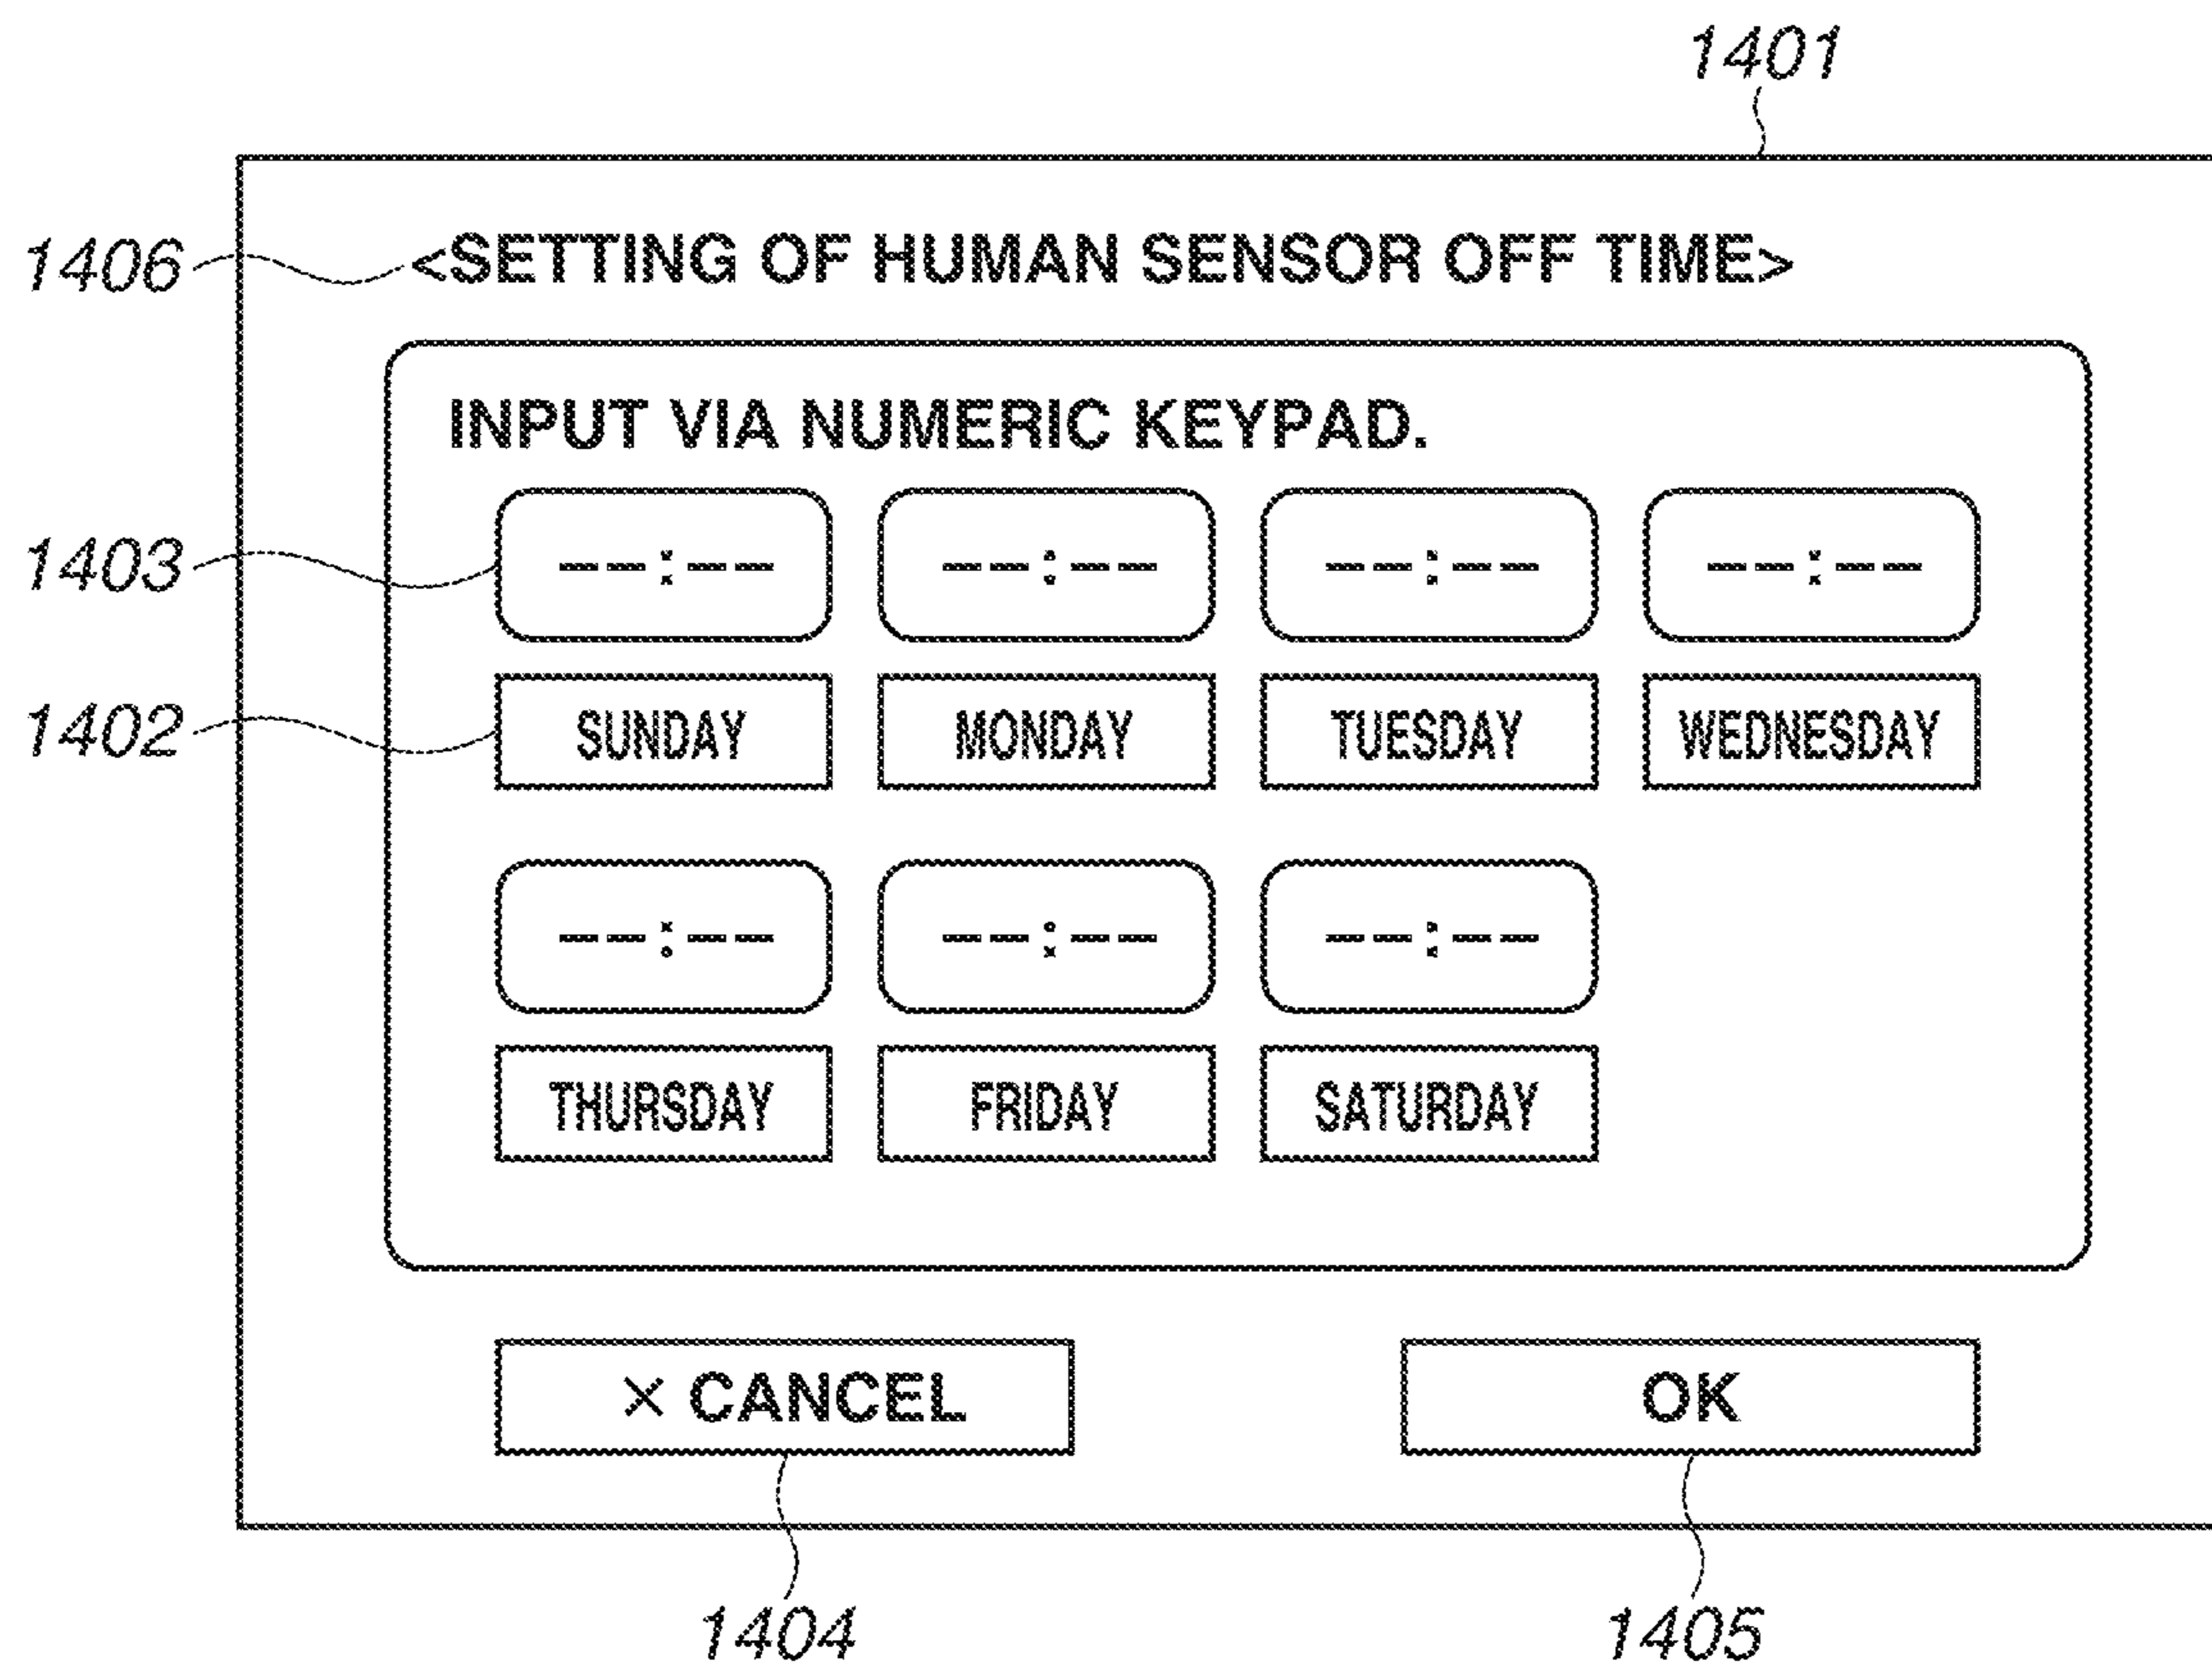 1401
1406 <SETTING OF HUMAN SENSOR OFF TIME>
INPUT VIA NUMERIC KEYPAD.
1403 --:-- --:-- --:-- --:--
1402 SUNDAY MONDAY TUESDAY WEDNESDAY
--:-- --:-- --:--
THURSDAY FRIDAY SATURDAY
× CANCEL OK
1404 1405